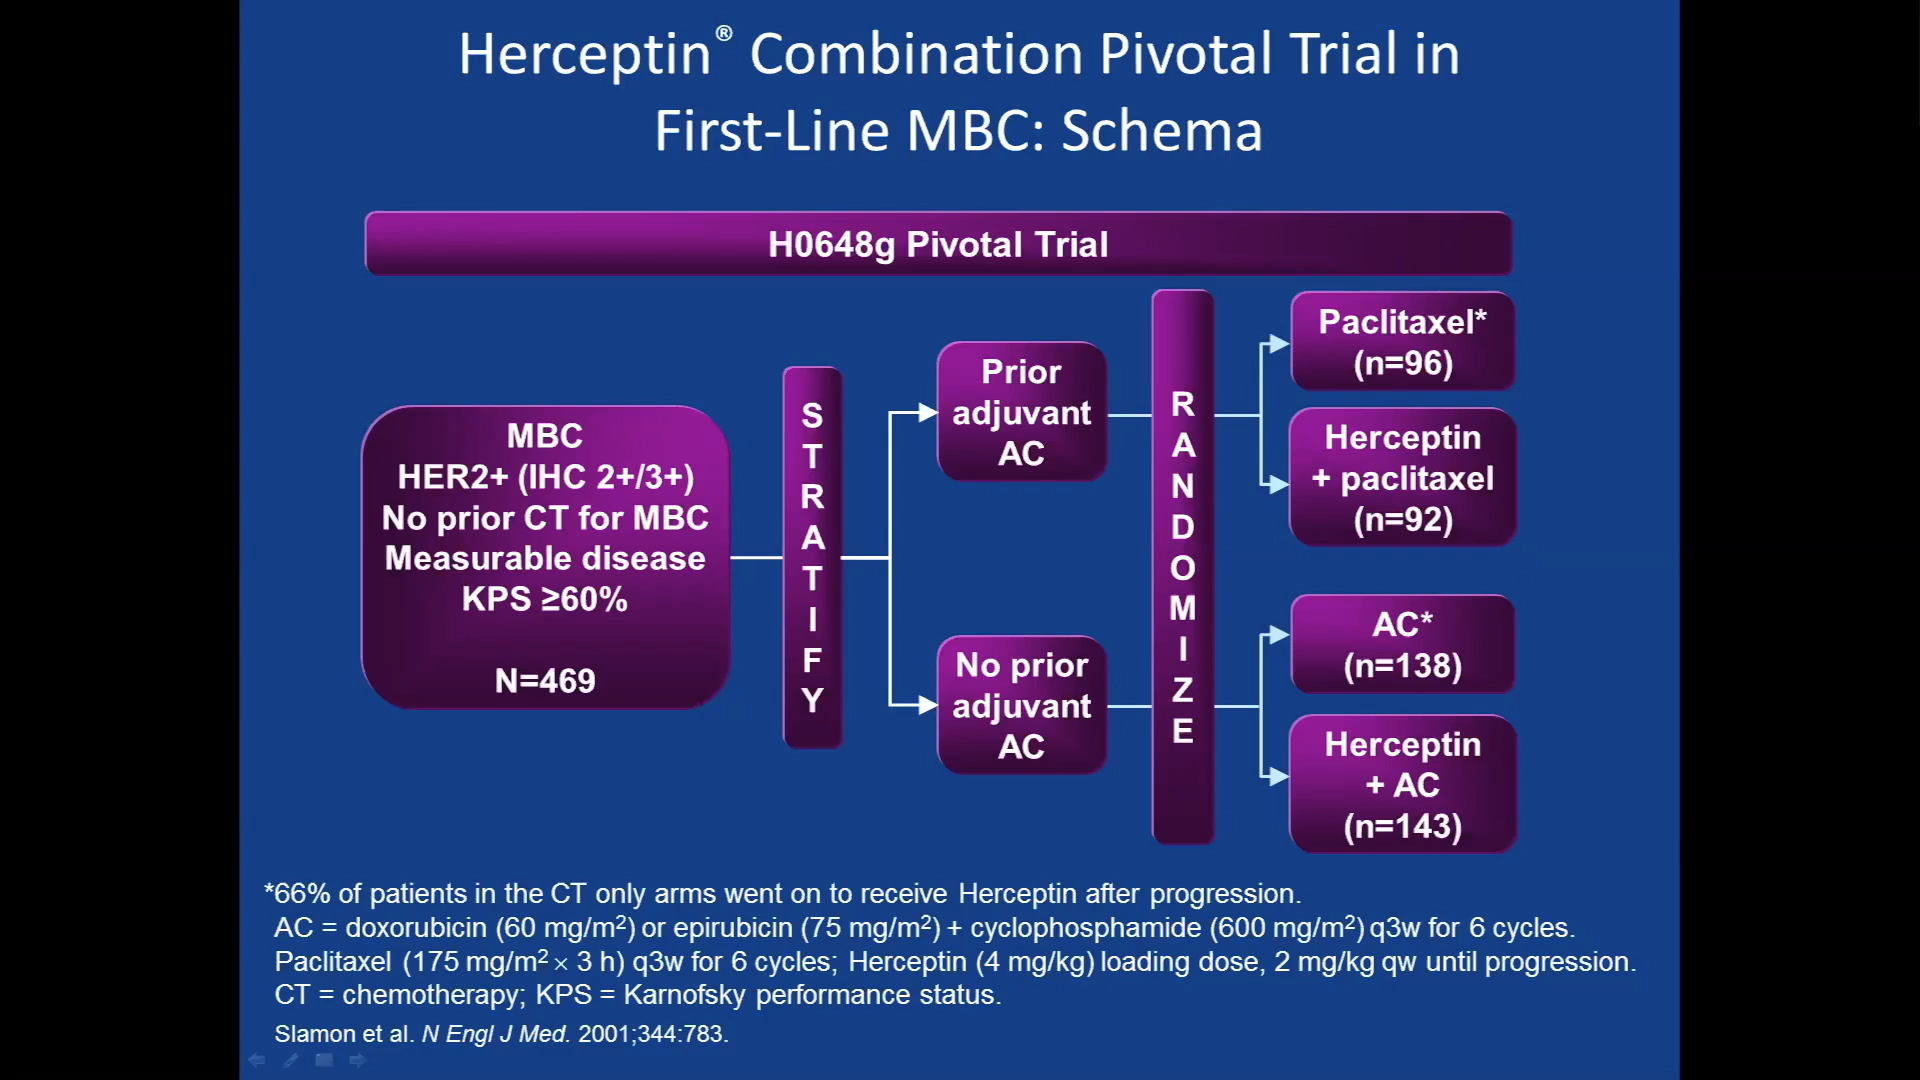 Herceptin® Combination Pivotal Trial in
First-Line MBC: Schema
H0648g Pivotal Trial
MBC
HER2+ (IHC 2+/3+)
No prior CT for MBC
Measurable disease
KPS ≥60%
N=469
STRATIFY
Prior
adjuvant
AC
No prior
adjuvant
AC
RANDOMIZE
Paclitaxel*
(n=96)
Herceptin
+ paclitaxel
(n=92)
AC*
(n=138)
Herceptin
+ AC
(n=143)
*66% of patients in the CT only arms went on to receive Herceptin after progression.
AC = doxorubicin (60 mg/m²) or epirubicin (75 mg/m²) + cyclophosphamide (600 mg/m²) q3w for 6 cycles.
Paclitaxel (175 mg/m² × 3 h) q3w for 6 cycles; Herceptin (4 mg/kg) loading dose, 2 mg/kg qw until progression.
CT = chemotherapy; KPS = Karnofsky performance status.
Slamon et al. N Engl J Med. 2001;344:783.